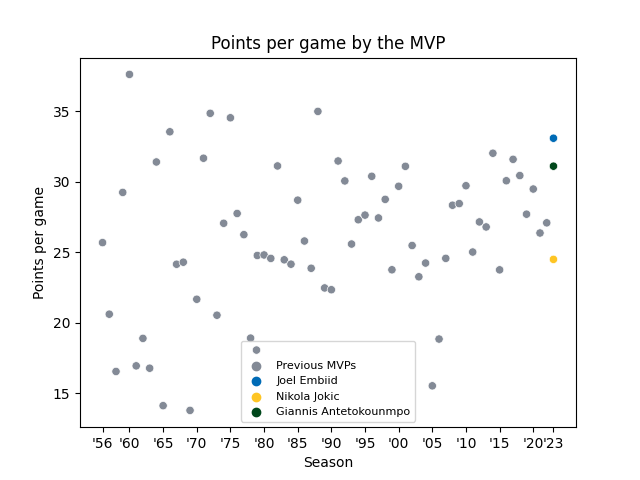 Points per game by the MVP
Points per game
35
30
25
20
15
Previous MVPs
Joel Embiid
Nikola Jokic
Giannis Antetokounmpo
'56 '60 '65 '70 '75 '80 '85 '90 '95 '00 '05 '10 '15 '20 '23
Season